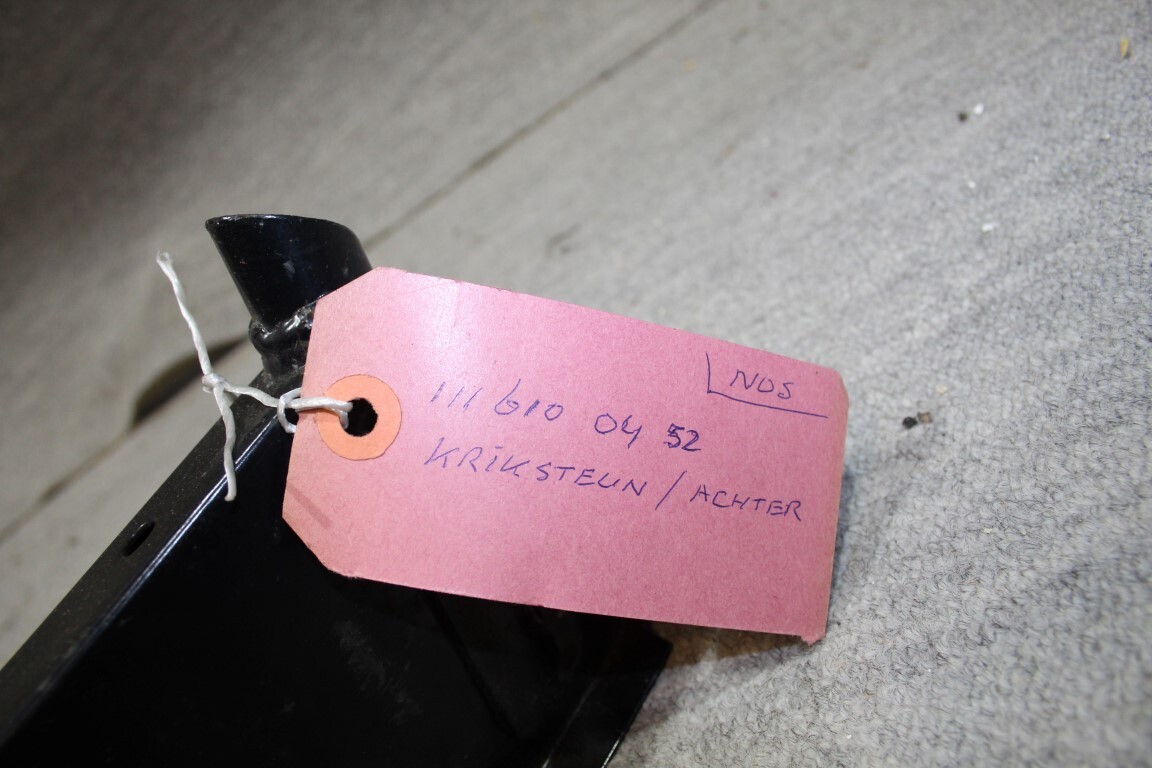 NOS
111 610 04 52
KRIKSTEUN / ACHTER